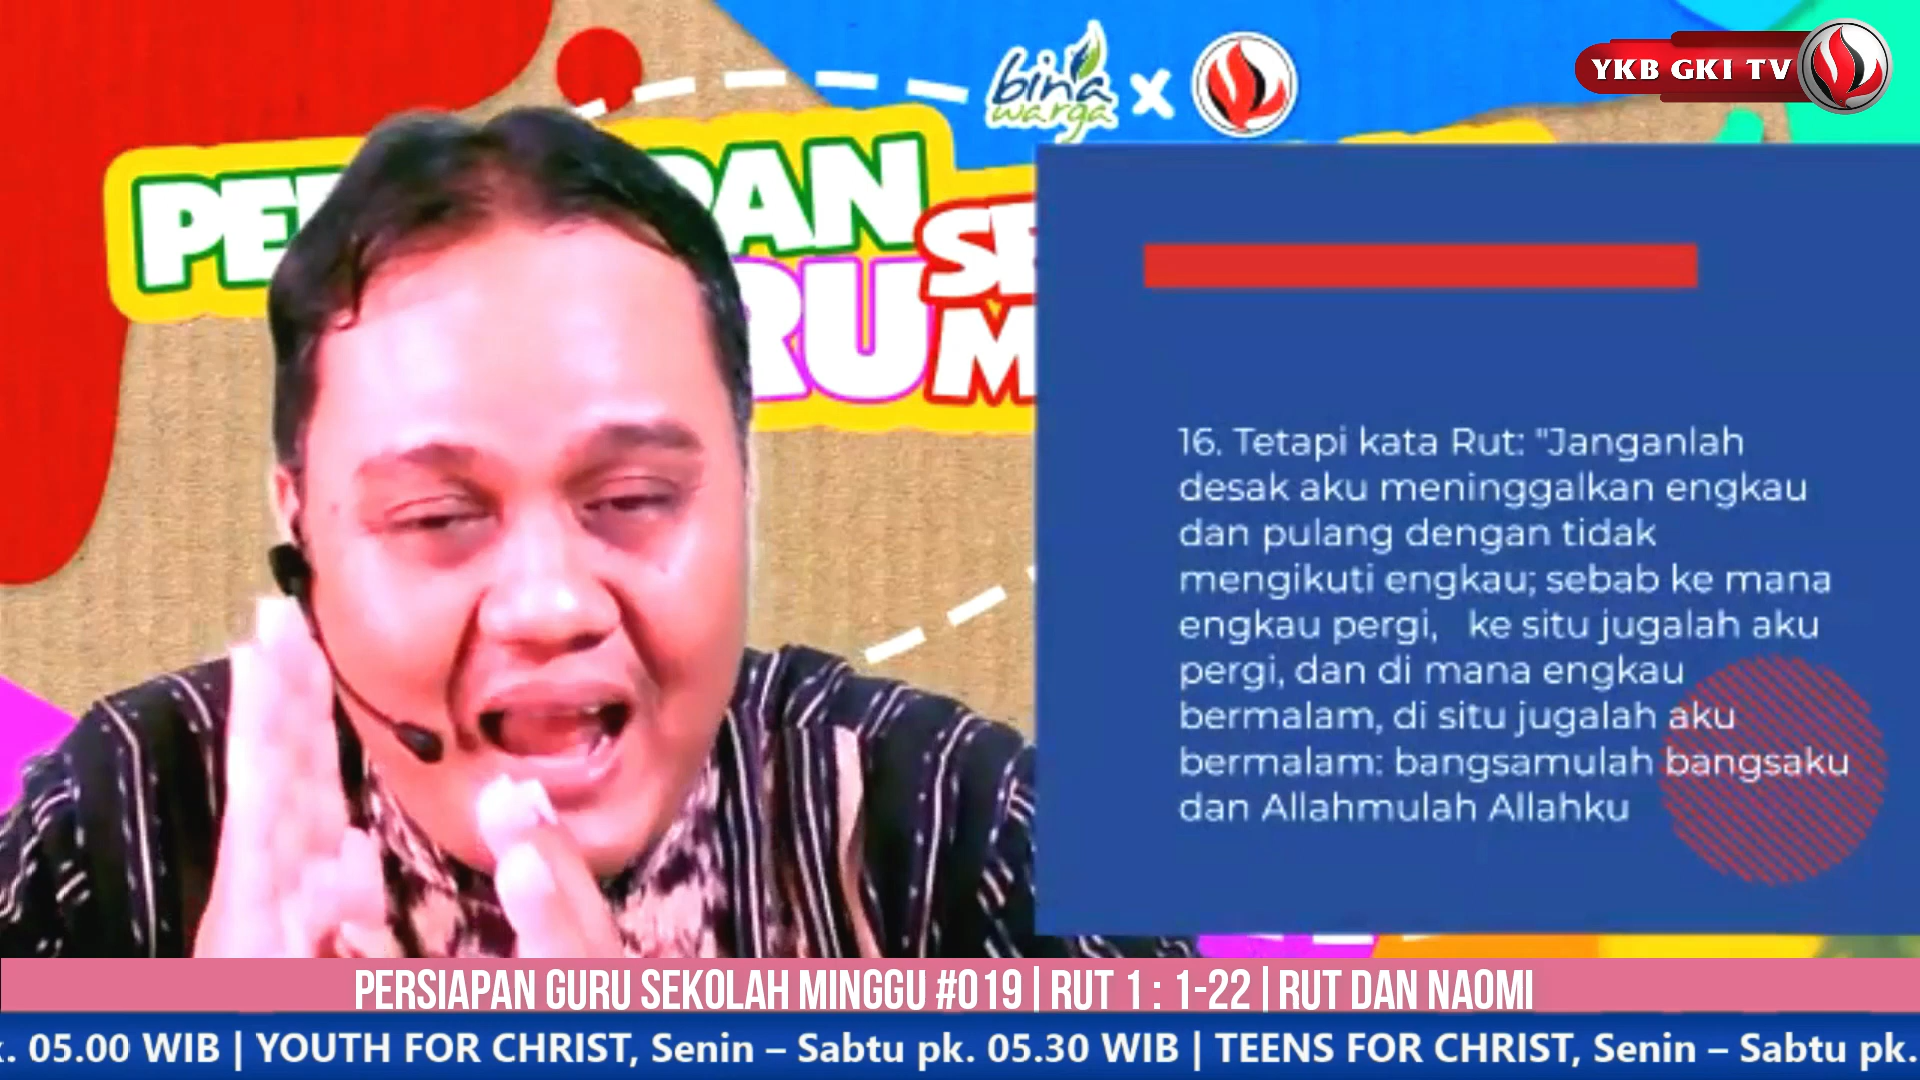 bina
warga
x
YKB GKI TV
16. Tetapi kata Rut: "Janganlah
desak aku meninggalkan engkau
dan pulang dengan tidak
mengikuti engkau; sebab ke mana
engkau pergi, ke situ jugalah aku
pergi, dan di mana engkau
bermalam, di situ jugalah aku
bermalam: bangsamulah bangsaku
dan Allahmulah Allahku
PERSIAPAN GURU SEKOLAH MINGGU #019 | RUT 1 : 1-22 | RUT DAN NAOMI
. 05.00 WIB | YOUTH FOR CHRIST, Senin – Sabtu pk. 05.30 WIB | TEENS FOR CHRIST, Senin – Sabtu pk.